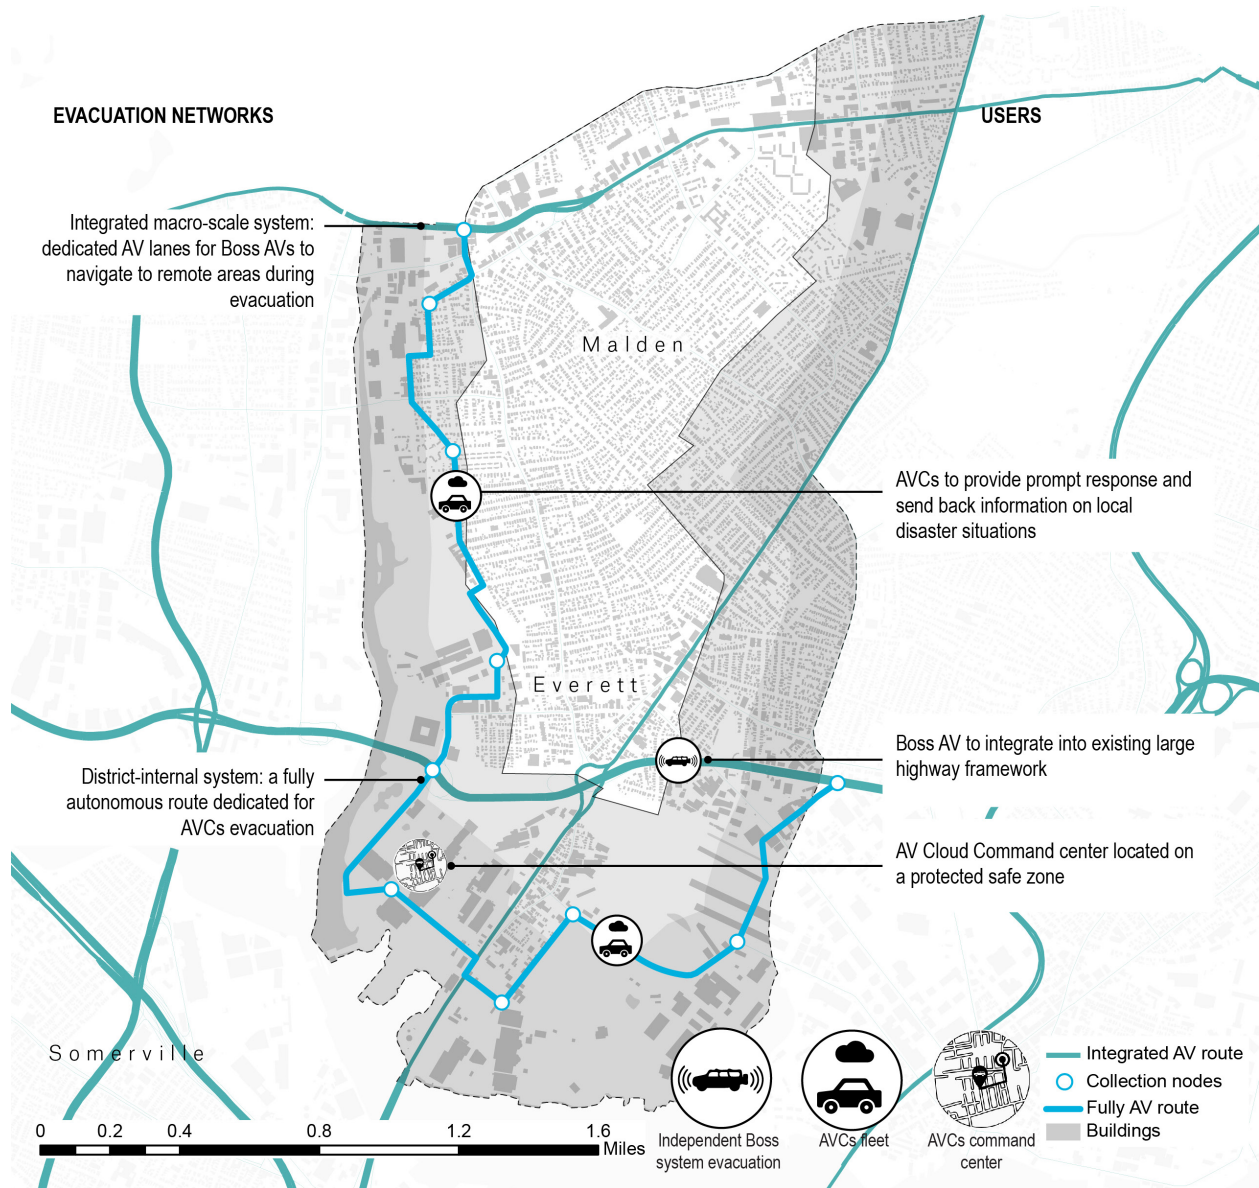 EVACUATION NETWORKS
USERS
Integrated macro-scale system:
dedicated AV lanes for Boss AVs to
navigate to remote areas during
evacuation
Malden
AVCs to provide prompt response and
send back information on local
disaster situations
Everett
Boss AV to integrate into existing large
highway framework
District-internal system: a fully
autonomous route dedicated for
AVCs evacuation
AV Cloud Command center located on
a protected safe zone
Somerville
0 0.2 0.4 0.8 1.2 1.6
Miles
Independent Boss
system evacuation
AVCs fleet
AVCs command
center
Integrated AV route
Collection nodes
Fully AV route
Buildings